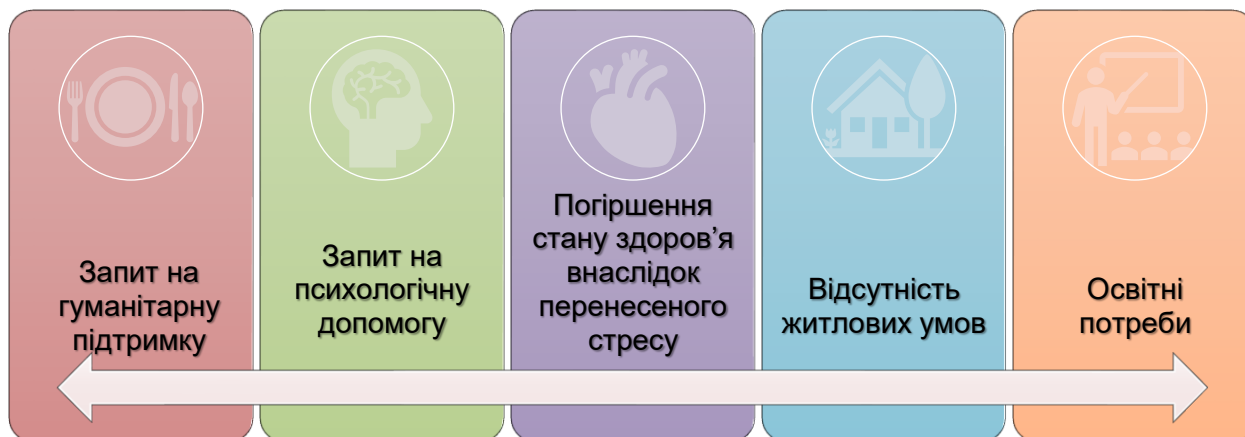 Запит на
гуманітарну
підтримку
Запит на
психологічну
допомогу
Погіршення
стану здоров’я
внаслідок
перенесеного
стресу
Відсутність
житлових умов
Освітні
потреби